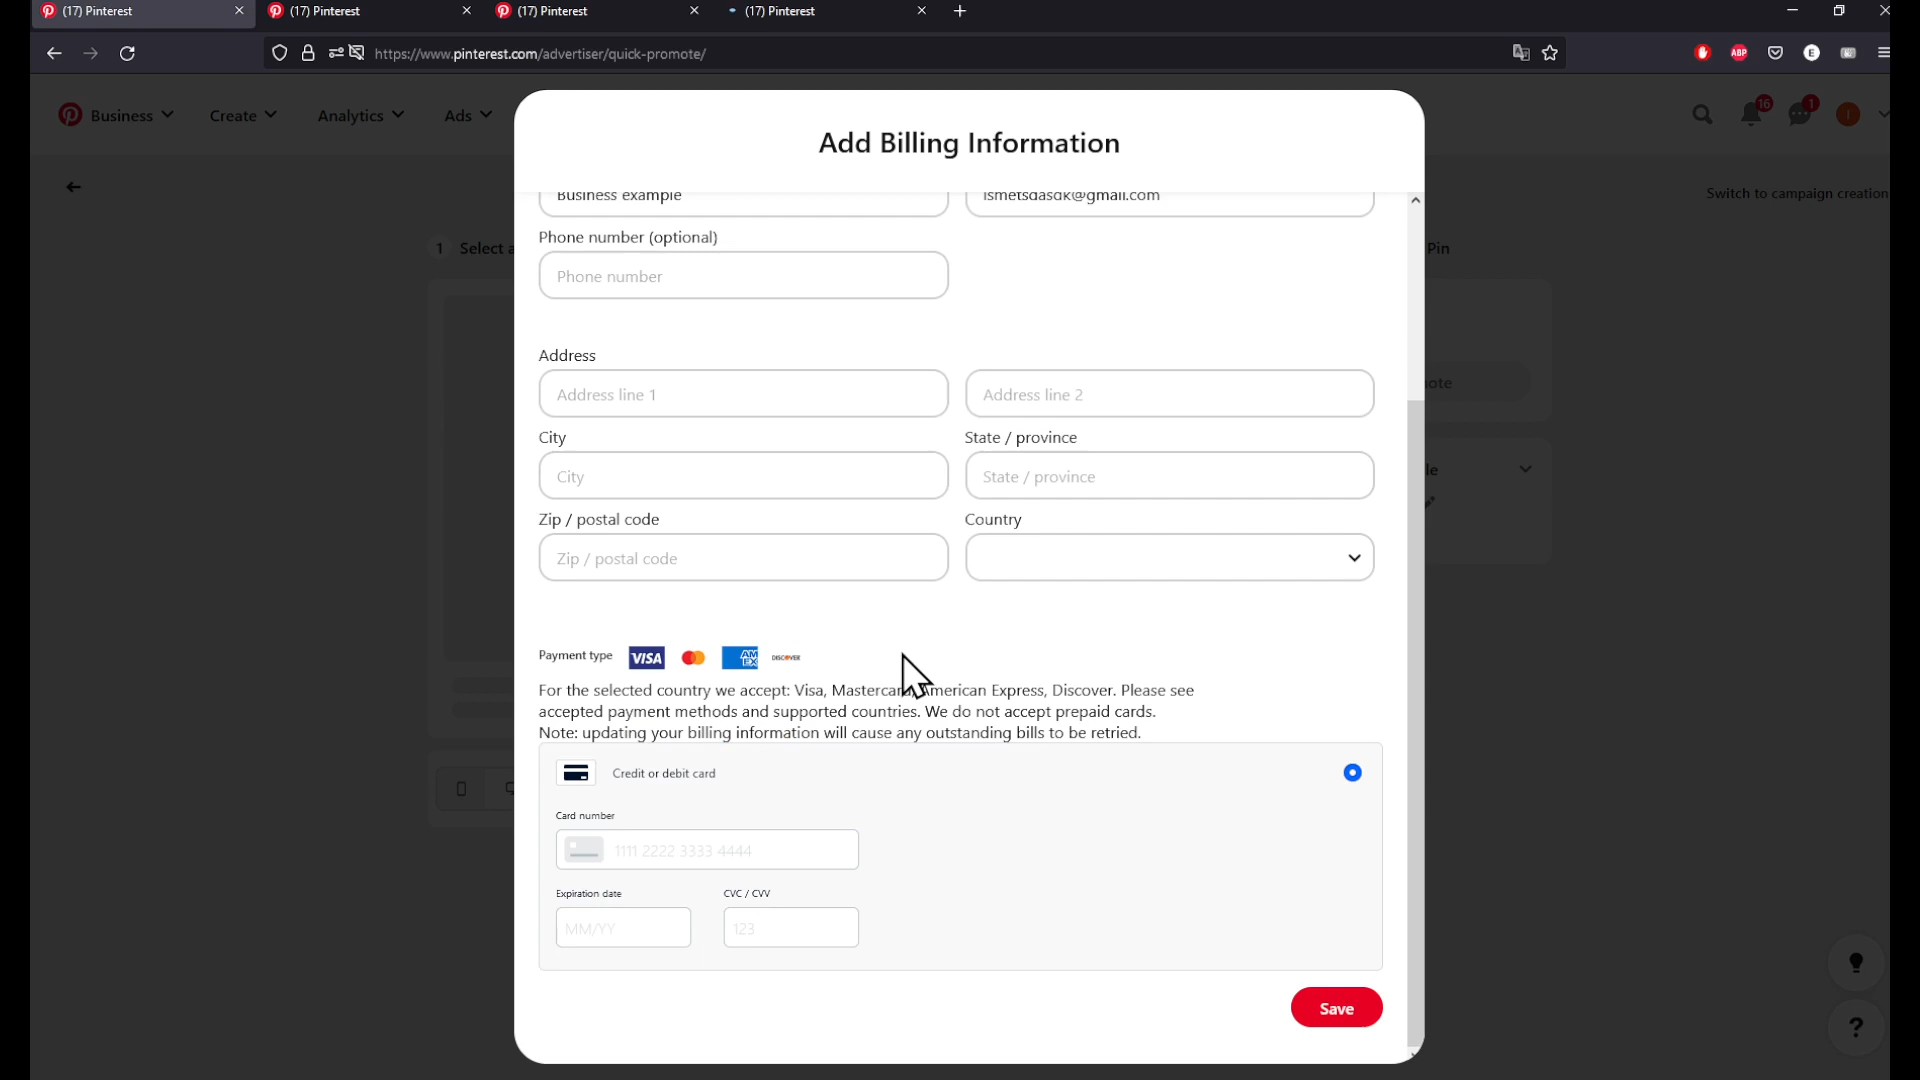 (17) Pinterest
(17) Pinterest
(17) Pinterest
(17) Pinterest
https://www.pinterest.com/advertiser/quick-promote/
ABP
E
Business
Create
Analytics
Ads
16
1
Add Billing Information
Switch to campaign creation
1 Select a
Pin
Business example
ismetsdasdk@gmail.com
Phone number (optional)
Phone number
Address
Address line 1
Address line 2
City
State / province
City
State / province
Zip / postal code
Country
Zip / postal code
Payment type VISA AMEX DISCOVER
For the selected country we accept: Visa, Mastercard, American Express, Discover. Please see
accepted payment methods and supported countries. We do not accept prepaid cards.
Note: updating your billing information will cause any outstanding bills to be retried.
Credit or debit card
Card number
1111 2222 3333 4444
Expiration date
CVC / CVV
MM/YY
123
Save
?